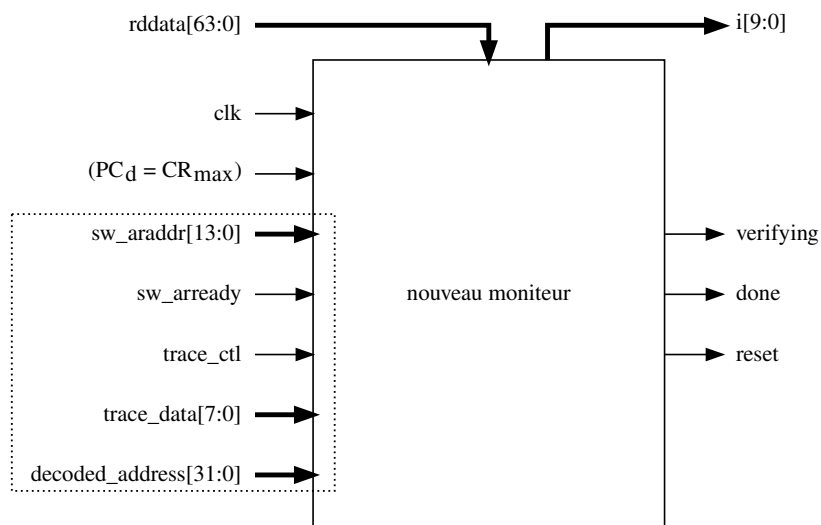 rddata[63:0]
i[9:0]
clk
(PCd = CRmax)
sw_araddr[13:0]
verifying
sw_arready
nouveau moniteur
done
trace_ctl
reset
trace_data[7:0]
decoded_address[31:0]